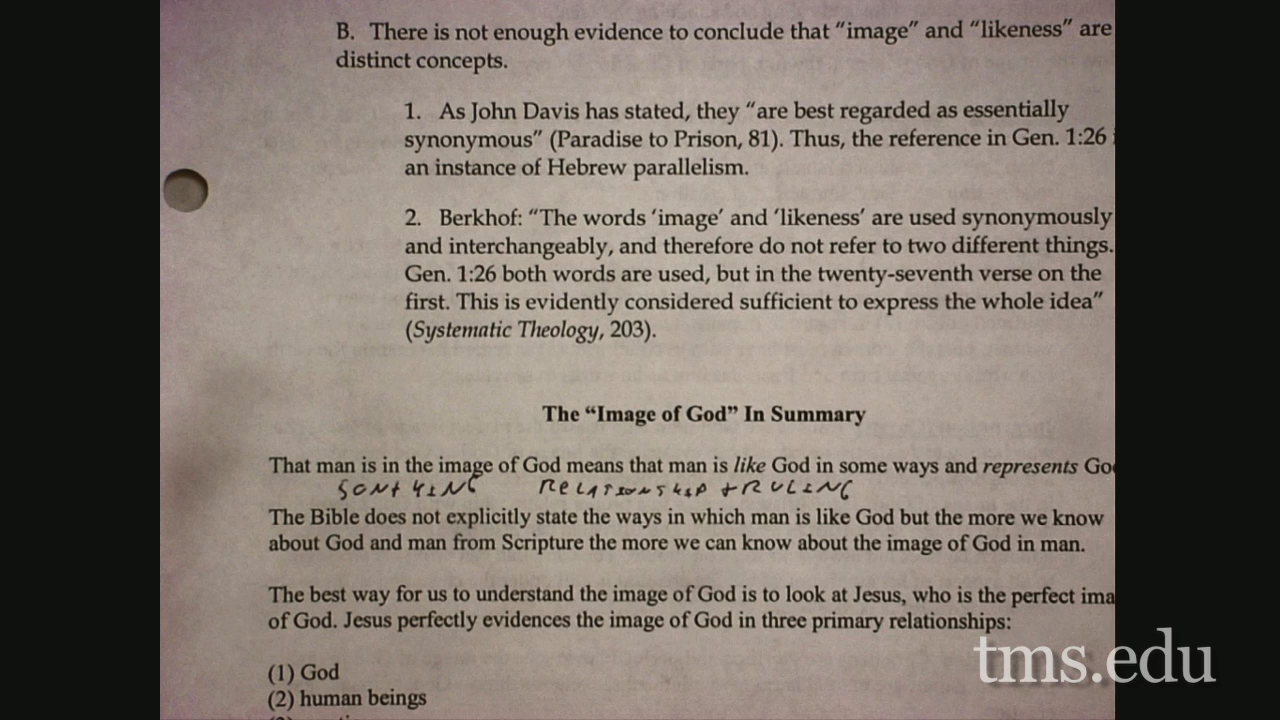 B. There is not enough evidence to conclude that “image” and “likeness” are
distinct concepts.
1. As John Davis has stated, they “are best regarded as essentially
synonymous” (Paradise to Prison, 81). Thus, the reference in Gen. 1:26
an instance of Hebrew parallelism.
2. Berkhof: “The words ‘image’ and ‘likeness’ are used synonymously
and interchangeably, and therefore do not refer to two different things.
Gen. 1:26 both words are used, but in the twenty-seventh verse on the
first. This is evidently considered sufficient to express the whole idea”
(Systematic Theology, 203).
The “Image of God” In Summary
That man is in the image of God means that man is like God in some ways and represents
SON + KING RELATIONSHIP + RULING
The Bible does not explicitly state the ways in which man is like God but the more we know
about God and man from Scripture the more we can know about the image of God in man.
The best way for us to understand the image of God is to look at Jesus, who is the perfect
of God. Jesus perfectly evidences the image of God in three primary relationships:
(1) God
(2) human beings
tms.edu